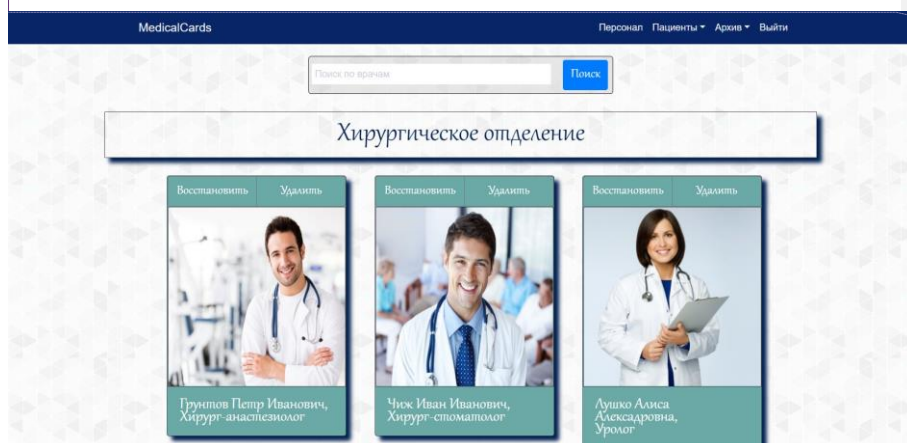 MedicalCards Персонал Пациенты Архив Выйти
Поиск по врачам Поиск
Хирургическое отделение
Восстановить Удалить Восстановить Удалить Восстановить Удалить
Грунтов Петр Иванович,
Хирург-анастезиолог
Чиж Иван Иванович,
Хирург-стоматолог
Лушко Алиса
Алексадровна,
Уролог